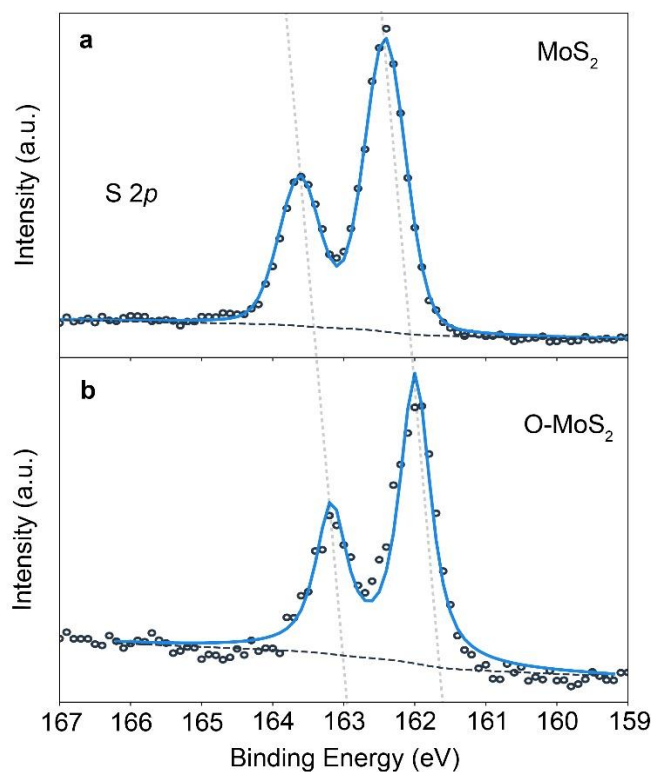 a
MoS₂
S 2p
Intensity (a.u.)
b
O-MoS₂
Intensity (a.u.)
167 166 165 164 163 162 161 160 159
Binding Energy (eV)